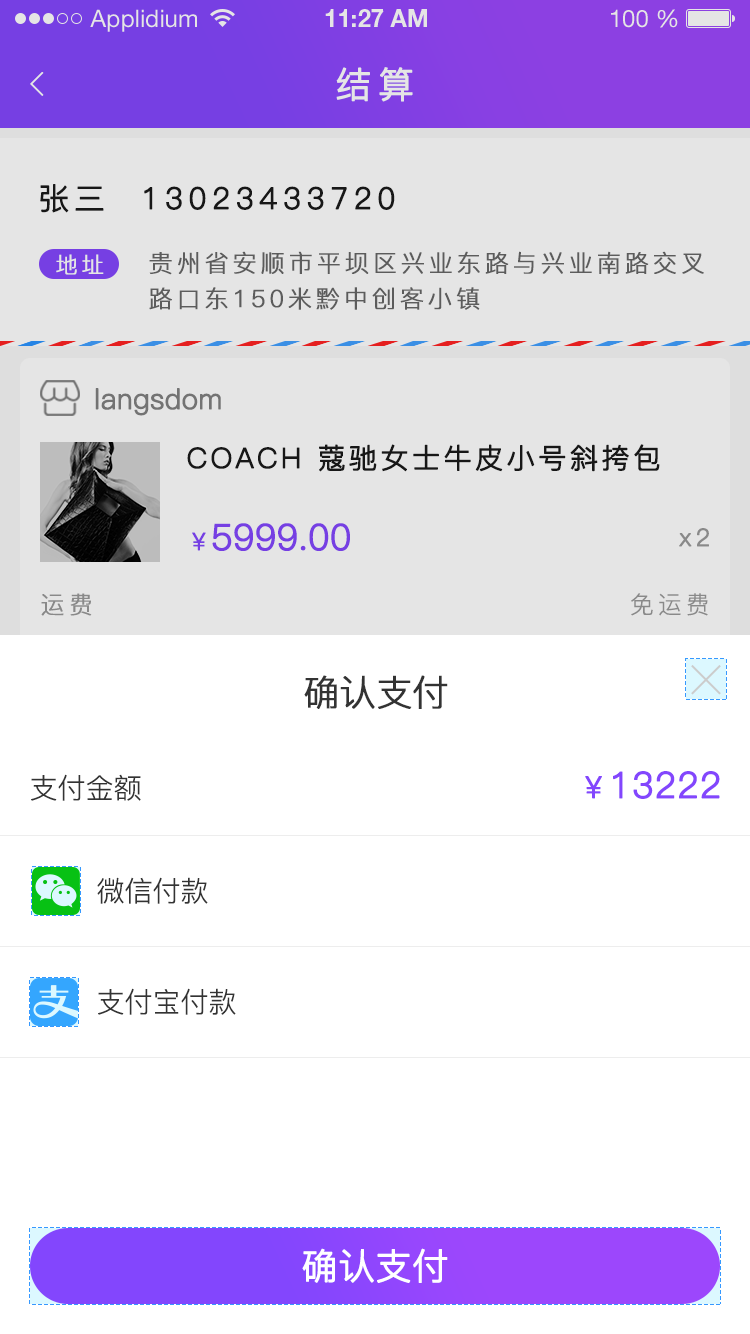 Applidium 11:27 AM 100 %
结算
张三 13023433720
地址 贵州省安顺市平坝区兴业东路与兴业南路交叉
路口东150米黔中创客小镇
langsdom
COACH 蔻驰女士牛皮小号斜挎包
¥5999.00 x2
运费 免运费
确认支付
支付金额 ¥13222
微信付款
支 支付宝付款
确认支付